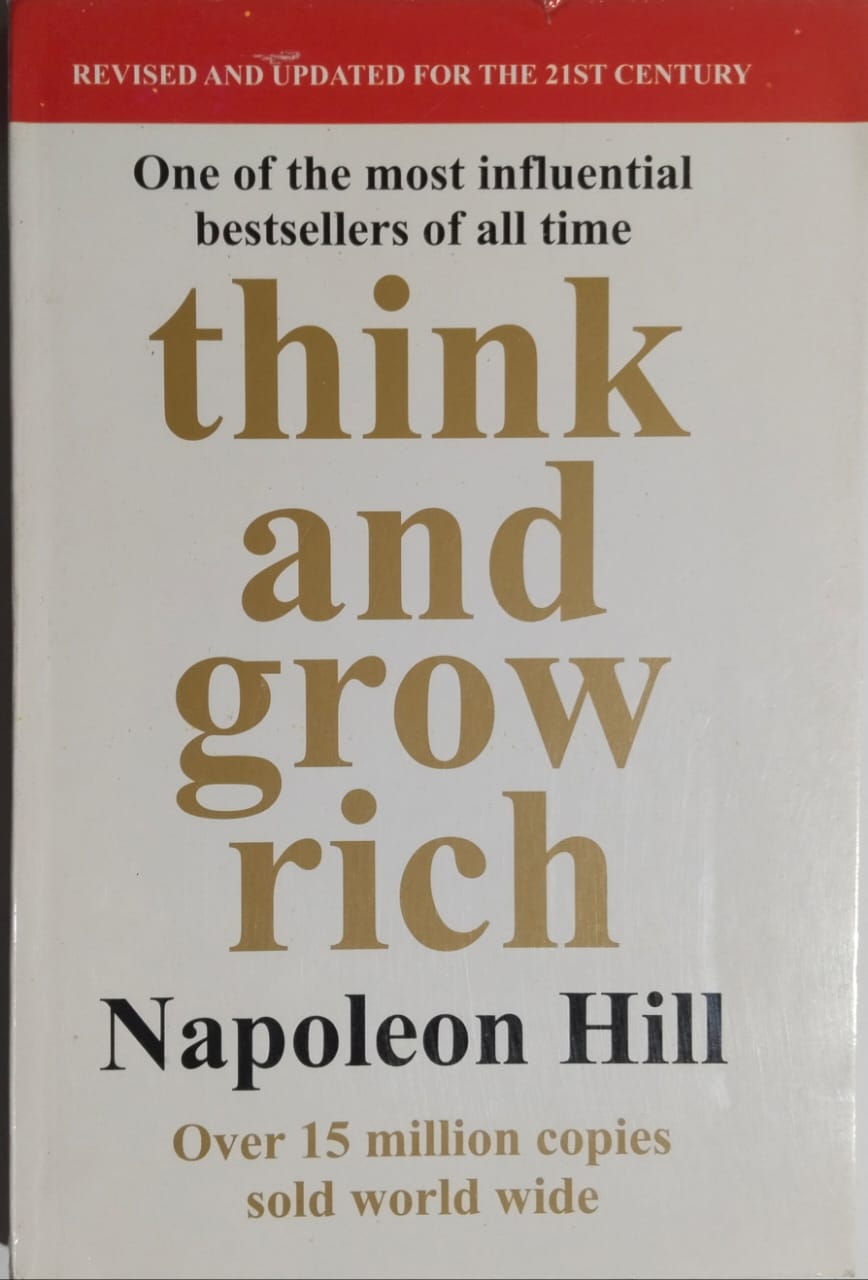 REVISED AND UPDATED FOR THE 21ST CENTURY
One of the most influential
bestsellers of all time
think
and
grow
rich
Napoleon Hill
Over 15 million copies
sold world wide